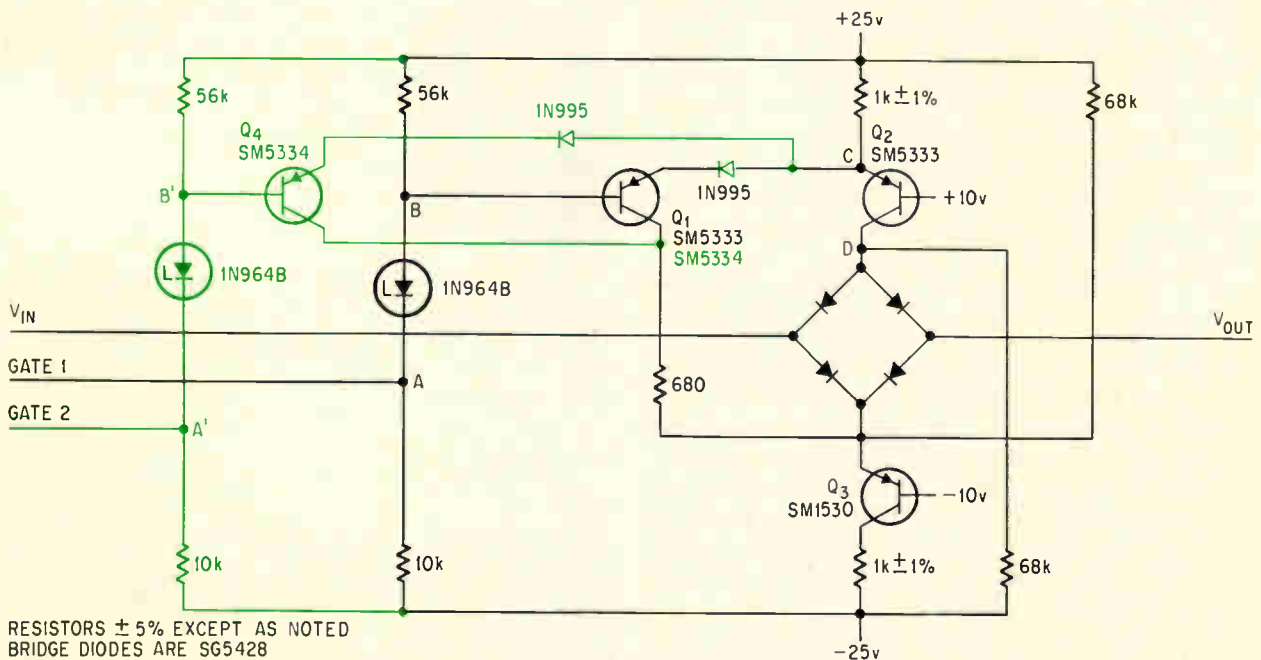 +25v
56k
56k
1N995
1k±1%
68k
Q4
SM5334
C
Q2
SM5333
1N995
B'
B
+10v
Q1
SM5333
SM5334
D
L
1N964B
L
1N964B
VIN
VOUT
GATE 1
A
680
GATE 2
A'
Q3
SM1530
-10v
10k
10k
1k±1%
68k
RESISTORS ±5% EXCEPT AS NOTED
BRIDGE DIODES ARE SG5428
-25v